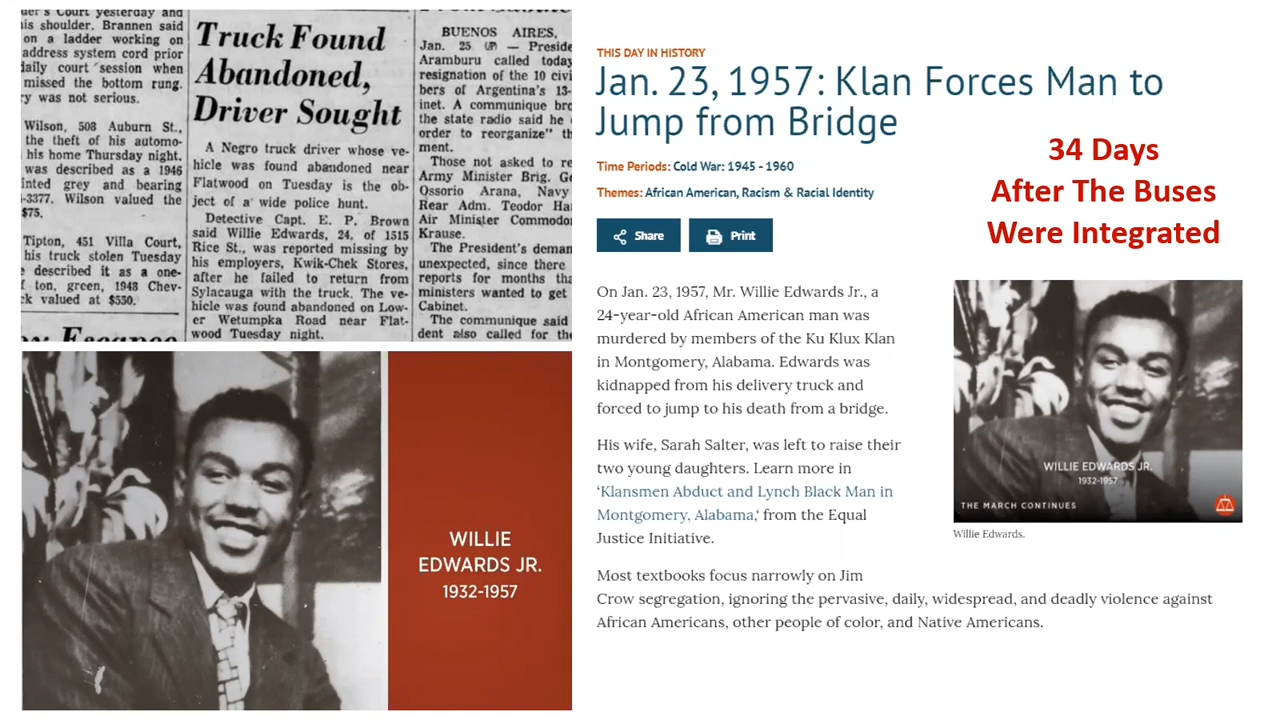 uer's Court yesterday and
is shoulder. Brannen said
on a ladder working on
address system cord prior
daily court session when
missed the bottom rung.
ry was not serious.
Wilson, 508 Auburn St.,
the theft of his automo-
his home Thursday night.
was described as a 1946
inted grey and bearing
-3377. Wilson valued the
$75.
Tipton, 451 Villa Court,
his truck stolen Tuesday
described it as a one-
ton, green, 1948 Chev-
ck valued at $550.
Escapee
Truck Found
Abandoned,
Driver Sought
A Negro truck driver whose ve-
hicle was found abandoned near
Flatwood on Tuesday is the ob-
ject of a wide police hunt.
Detective Capt. E. P. Brown
said Willie Edwards, 24, of 1515
Rice St., was reported missing by
his employers, Kwik-Chek Stores,
after he failed to return from
Sylacauga with the truck. The ve-
hicle was found abandoned on Low-
er Wetumpka Road near Flat-
wood Tuesday night.
BUENOS AIRES,
Jan. 25 (JP) — Preside
Aramburu called today
resignation of the 10 civi
bers of Argentina's 13-
inet. A communique bro
the state radio said he
order to reorganize" th
ment.
Those not asked to re
Army Minister Brig. Ge
Ossorio Arana, Navy
Rear Adm. Teodor Ha
Air Minister Commodo
Krause.
The President's deman
unexpected, since there
reports for months tha
ministers wanted to get
Cabinet.
The communique said
dent also called for the
WILLIE
EDWARDS JR.
1932-1957
THIS DAY IN HISTORY
Jan. 23, 1957: Klan Forces Man to
Jump from Bridge
Time Periods: Cold War: 1945 - 1960
Themes: African American, Racism & Racial Identity
Share Print
34 Days
After The Buses
Were Integrated
On Jan. 23, 1957, Mr. Willie Edwards Jr., a
24-year-old African American man was
murdered by members of the Ku Klux Klan
in Montgomery, Alabama. Edwards was
kidnapped from his delivery truck and
forced to jump to his death from a bridge.
His wife, Sarah Salter, was left to raise their
two young daughters. Learn more in
‘Klansmen Abduct and Lynch Black Man in
Montgomery, Alabama,‘ from the Equal
Justice Initiative.
WILLIE EDWARDS JR.
1932-1957
THE MARCH CONTINUES
Willie Edwards.
Most textbooks focus narrowly on Jim
Crow segregation, ignoring the pervasive, daily, widespread, and deadly violence against
African Americans, other people of color, and Native Americans.